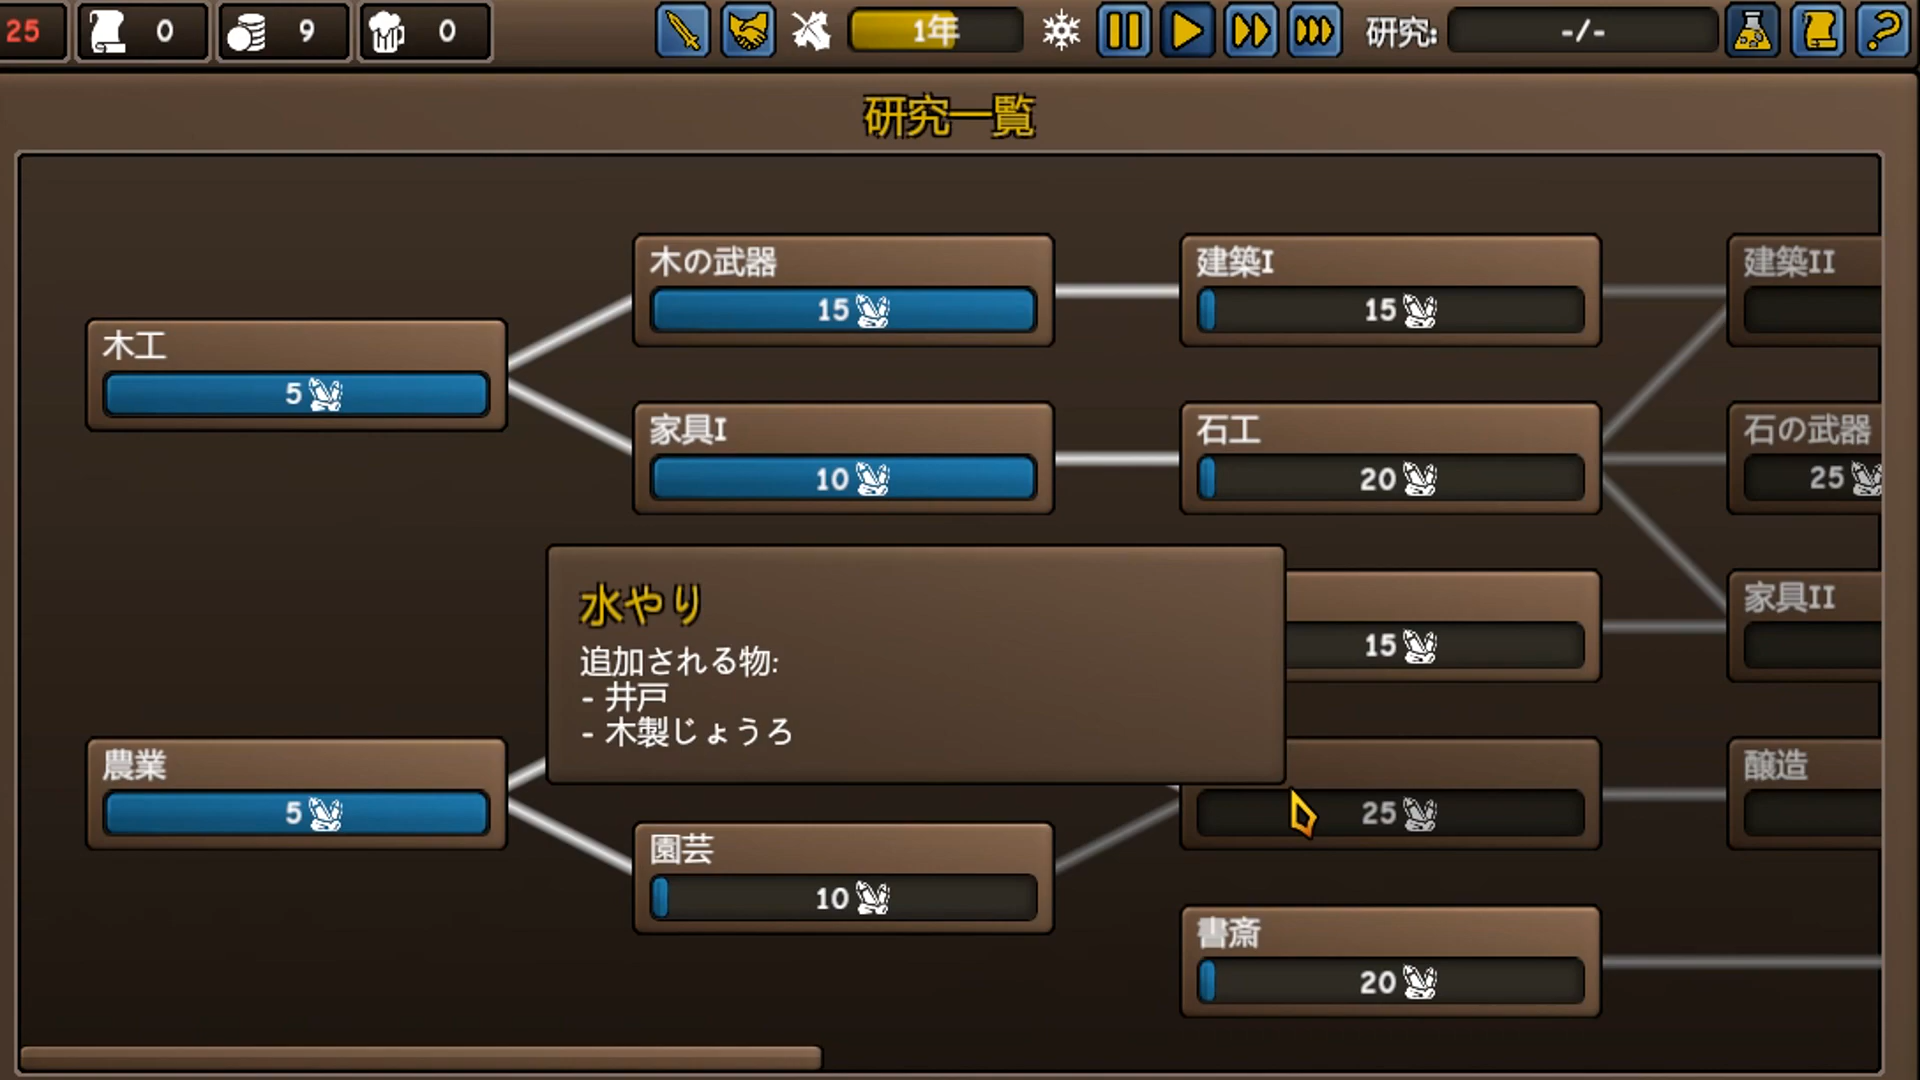 25
0
9
0
1年
研究:
-/-
研究一覧
木の武器
15
建築I
15
建築II
木工
5
家具I
10
石工
20
石の武器
25
水やり
追加される物:
- 井戸
- 木製じょうろ
15
家具II
農業
5
25
醸造
園芸
10
書斎
20